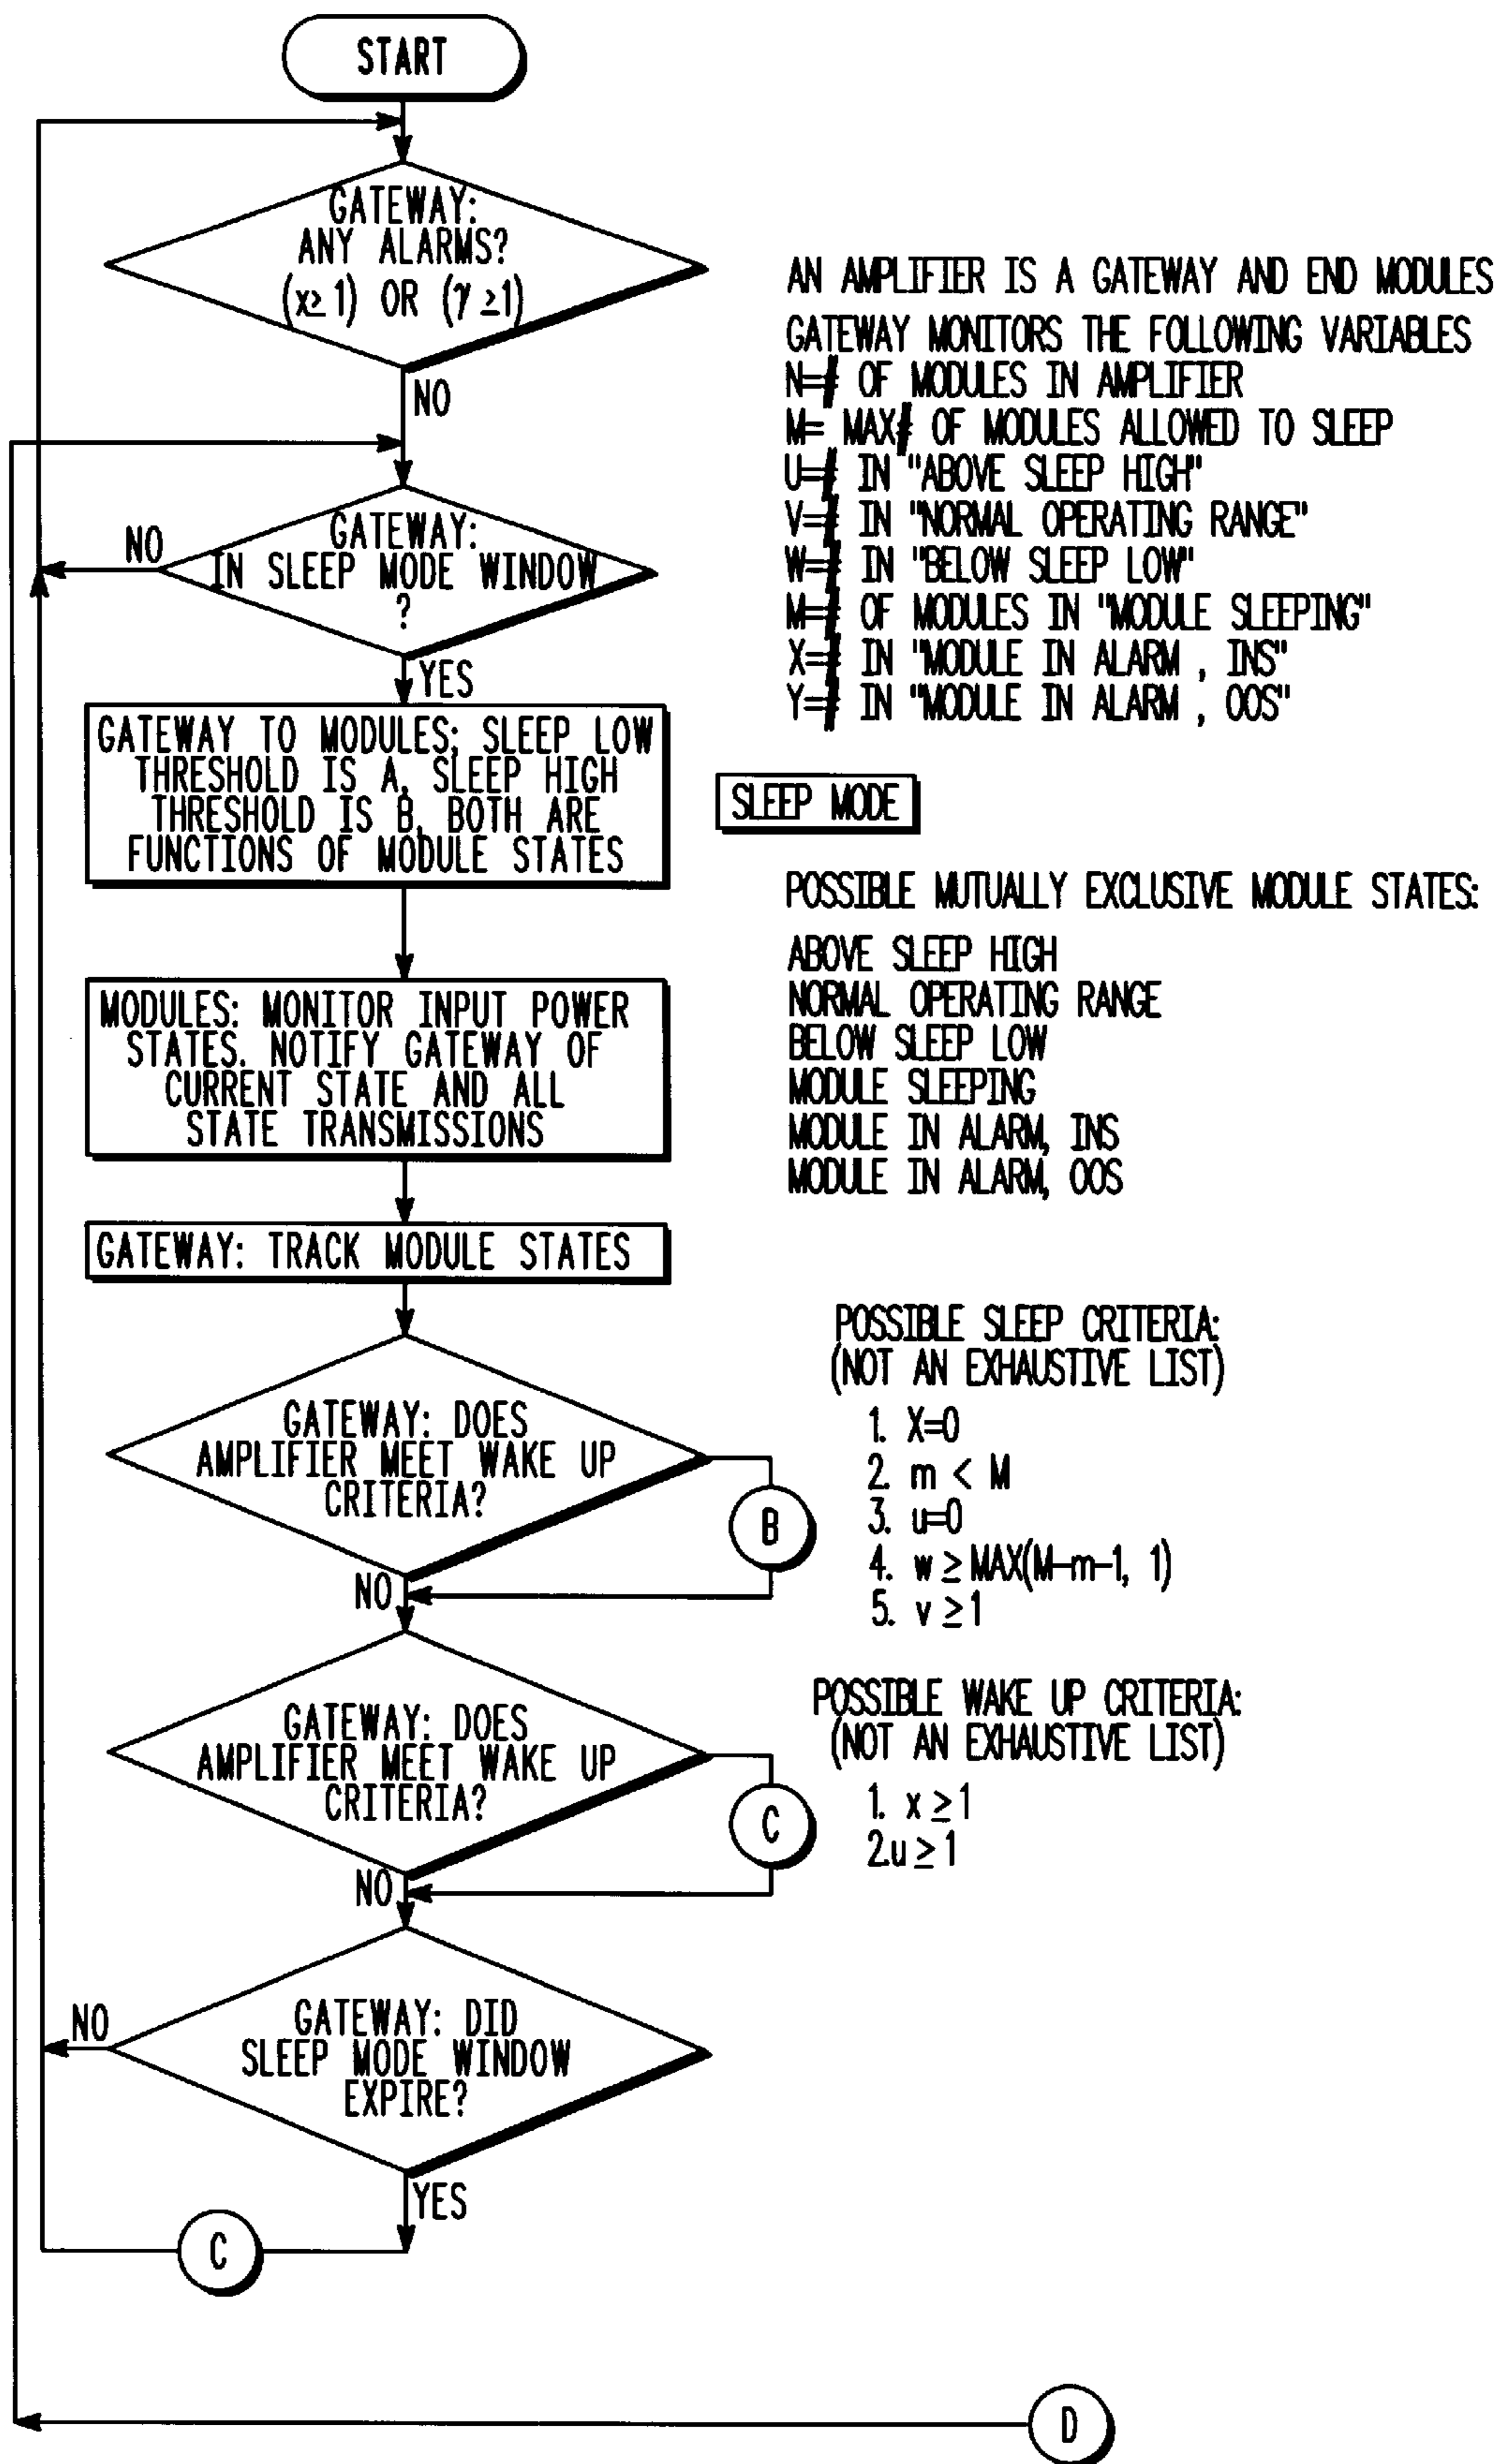 START
GATEWAY:
ANY ALARMS?
(x≥1) OR (γ≥1)
NO
GATEWAY:
IN SLEEP MODE WINDOW
?
NO
YES
GATEWAY TO MODULES; SLEEP LOW
THRESHOLD IS A, SLEEP HIGH
THRESHOLD IS B, BOTH ARE
FUNCTIONS OF MODULE STATES
MODULES: MONITOR INPUT POWER
STATES. NOTIFY GATEWAY OF
CURRENT STATE AND ALL
STATE TRANSMISSIONS
GATEWAY: TRACK MODULE STATES
GATEWAY: DOES
AMPLIFIER MEET WAKE UP
CRITERIA?
B
NO
GATEWAY: DOES
AMPLIFIER MEET WAKE UP
CRITERIA?
C
NO
GATEWAY: DID
SLEEP MODE WINDOW
EXPIRE?
NO
YES
C
D
AN AMPLIFIER IS A GATEWAY AND END MODULES
GATEWAY MONITORS THE FOLLOWING VARIABLES
N=# OF MODULES IN AMPLIFIER
M= MAX# OF MODULES ALLOWED TO SLEEP
U=# IN "ABOVE SLEEP HIGH"
V=# IN "NORMAL OPERATING RANGE"
W=# IN "BELOW SLEEP LOW"
M=# OF MODULES IN "MODULE SLEEPING"
X=# IN "MODULE IN ALARM , INS"
Y=# IN "MODULE IN ALARM , OOS"
SLEEP MODE
POSSIBLE MUTUALLY EXCLUSIVE MODULE STATES:
ABOVE SLEEP HIGH
NORMAL OPERATING RANGE
BELOW SLEEP LOW
MODULE SLEEPING
MODULE IN ALARM, INS
MODULE IN ALARM, OOS
POSSIBLE SLEEP CRITERIA:
(NOT AN EXHAUSTIVE LIST)
1. X=0
2. m < M
3. u=0
4. w ≥ MAX(M-m-1, 1)
5. v ≥1
POSSIBLE WAKE UP CRITERIA:
(NOT AN EXHAUSTIVE LIST)
1. x ≥1
2.u ≥1